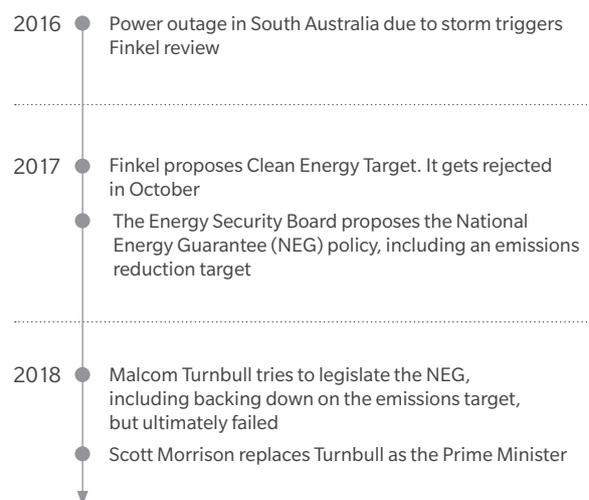 2016 Power outage in South Australia due to storm triggers
Finkel review
2017 Finkel proposes Clean Energy Target. It gets rejected
in October
The Energy Security Board proposes the National
Energy Guarantee (NEG) policy, including an emissions
reduction target
2018 Malcom Turnbull tries to legislate the NEG,
including backing down on the emissions target,
but ultimately failed
Scott Morrison replaces Turnbull as the Prime Minister